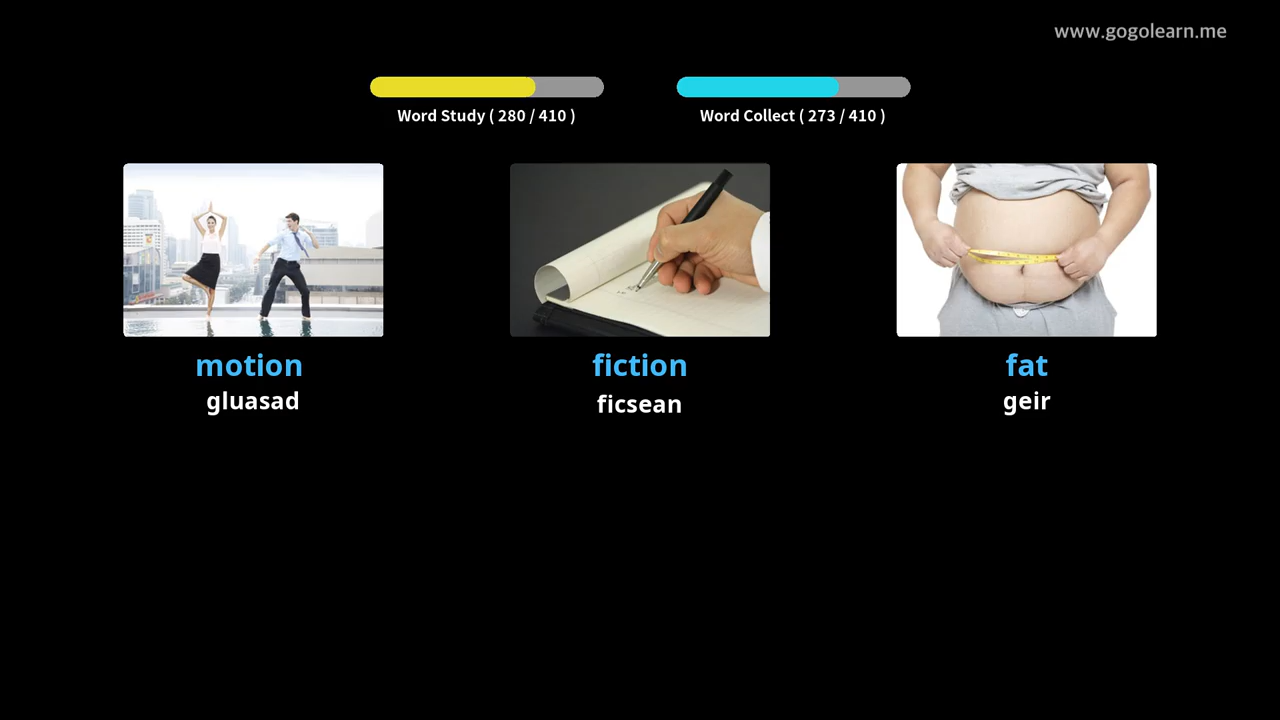 www.gogolearn.me
Word Study ( 280 / 410 )
Word Collect ( 273 / 410 )
motion
gluasad
fiction
ficsean
fat
geir